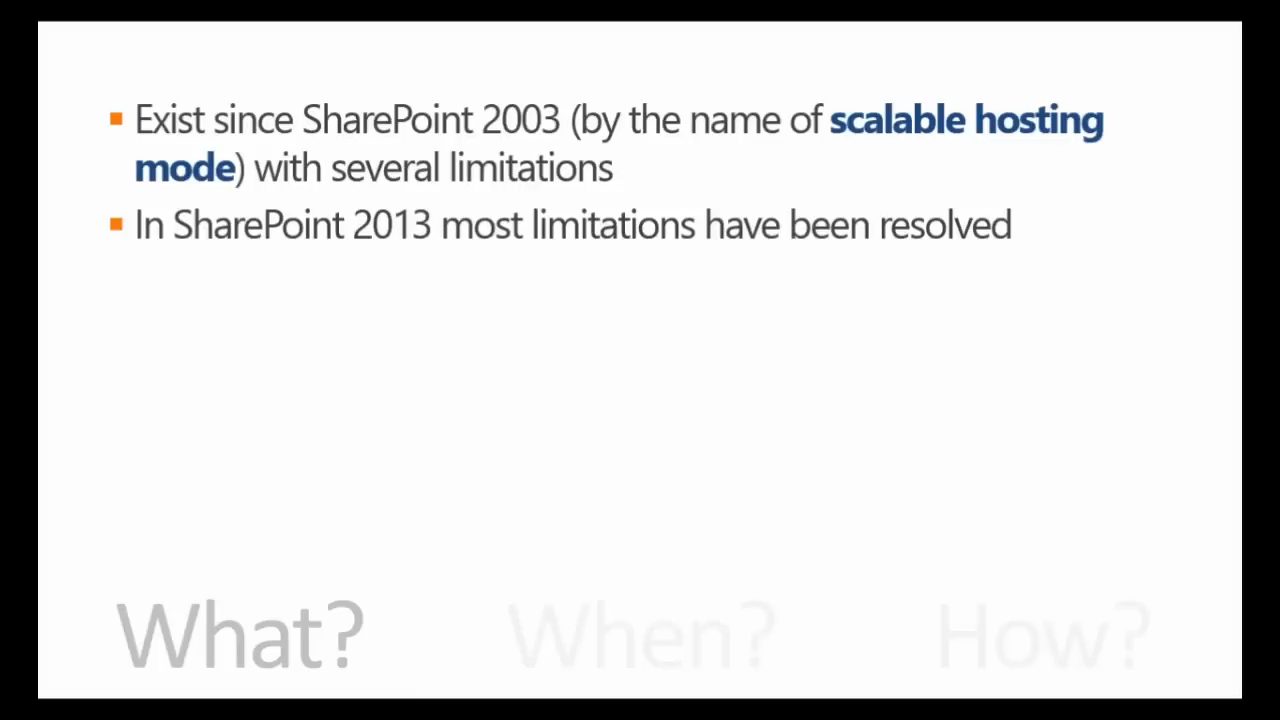 Exist since SharePoint 2003 (by the name of scalable hosting
mode) with several limitations
In SharePoint 2013 most limitations have been resolved
What? When? How?